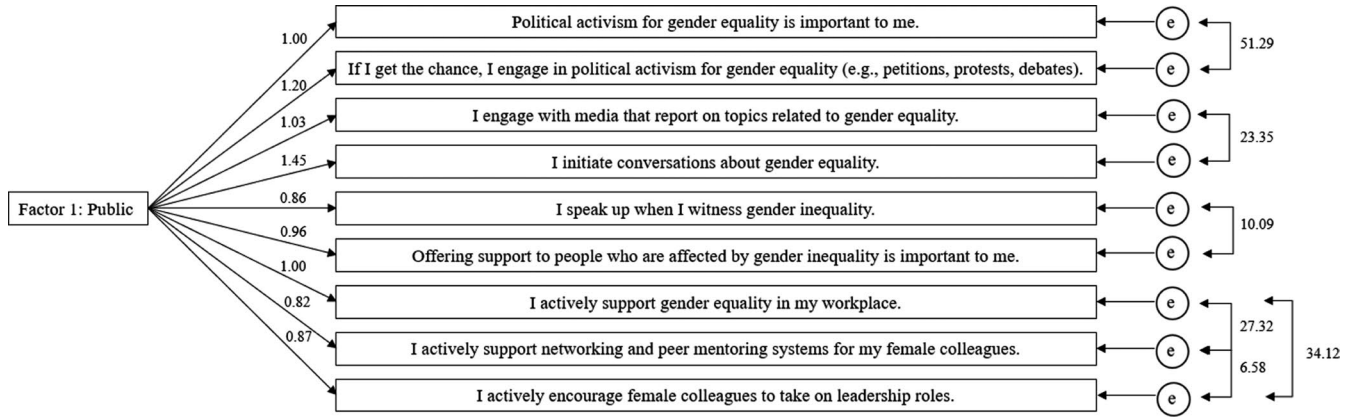 Political activism for gender equality is important to me.
e
51.29
1.00
If I get the chance, I engage in political activism for gender equality (e.g., petitions, protests, debates).
e
1.20
I engage with media that report on topics related to gender equality.
e
1.03
23.35
I initiate conversations about gender equality.
e
1.45
Factor 1: Public
0.86
I speak up when I witness gender inequality.
e
10.09
0.96
Offering support to people who are affected by gender inequality is important to me.
e
1.00
I actively support gender equality in my workplace.
e
0.82
27.32
I actively support networking and peer mentoring systems for my female colleagues.
e
0.87
6.58
34.12
I actively encourage female colleagues to take on leadership roles.
e